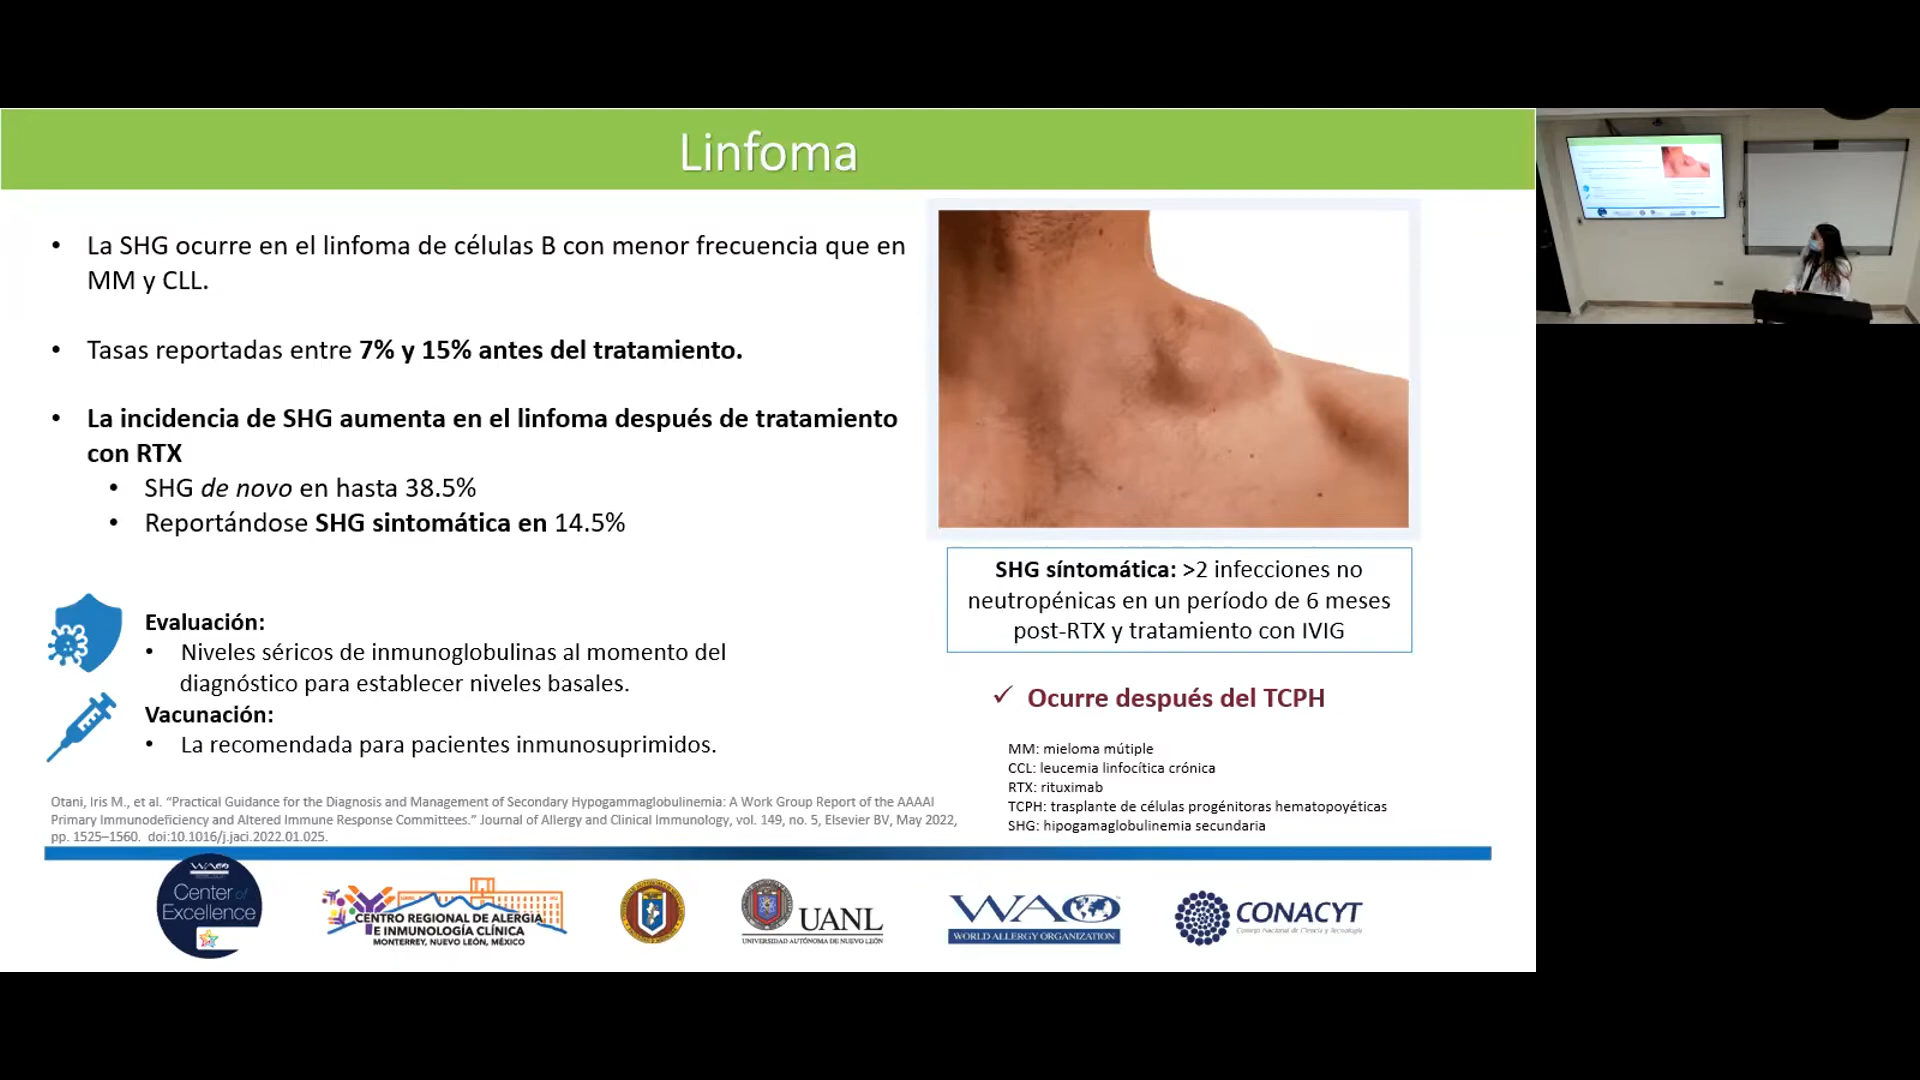 Linfoma
• La SHG ocurre en el linfoma de células B con menor frecuencia que en
MM y CLL.
• Tasas reportadas entre 7% y 15% antes del tratamiento.
• La incidencia de SHG aumenta en el linfoma después de tratamiento
con RTX
• SHG de novo en hasta 38.5%
• Reportándose SHG sintomática en 14.5%
Evaluación:
• Niveles séricos de inmunoglobulinas al momento del
diagnóstico para establecer niveles basales.
Vacunación:
• La recomendada para pacientes inmunosuprimidos.
SHG síntomática: >2 infecciones no
neutropénicas en un período de 6 meses
post-RTX y tratamiento con IVIG
✓ Ocurre después del TCPH
MM: mieloma mútiple
CCL: leucemia linfocítica crónica
RTX: rituximab
TCPH: trasplante de células progénitoras hematopoyéticas
SHG: hipogamaglobulinemia secundaria
Otani, Iris M., et al. “Practical Guidance for the Diagnosis and Management of Secondary Hypogammaglobulinemia: A Work Group Report of the AAAAI
Primary Immunodeficiency and Altered Immune Response Committees.” Journal of Allergy and Clinical Immunology, vol. 149, no. 5, Elsevier BV, May 2022,
pp. 1525–1560. doi:10.1016/j.jaci.2022.01.025.
WAO
Center of
Excellence
CENTRO REGIONAL DE ALERGIA
E INMUNOLOGÍA CLÍNICA
MONTERREY, NUEVO LEÓN, MÉXICO
UANL
UNIVERSIDAD AUTÓNOMA DE NUEVO LEÓN
WAO
WORLD ALLERGY ORGANIZATION
CONACYT
Consejo Nacional de Ciencia y Tecnología